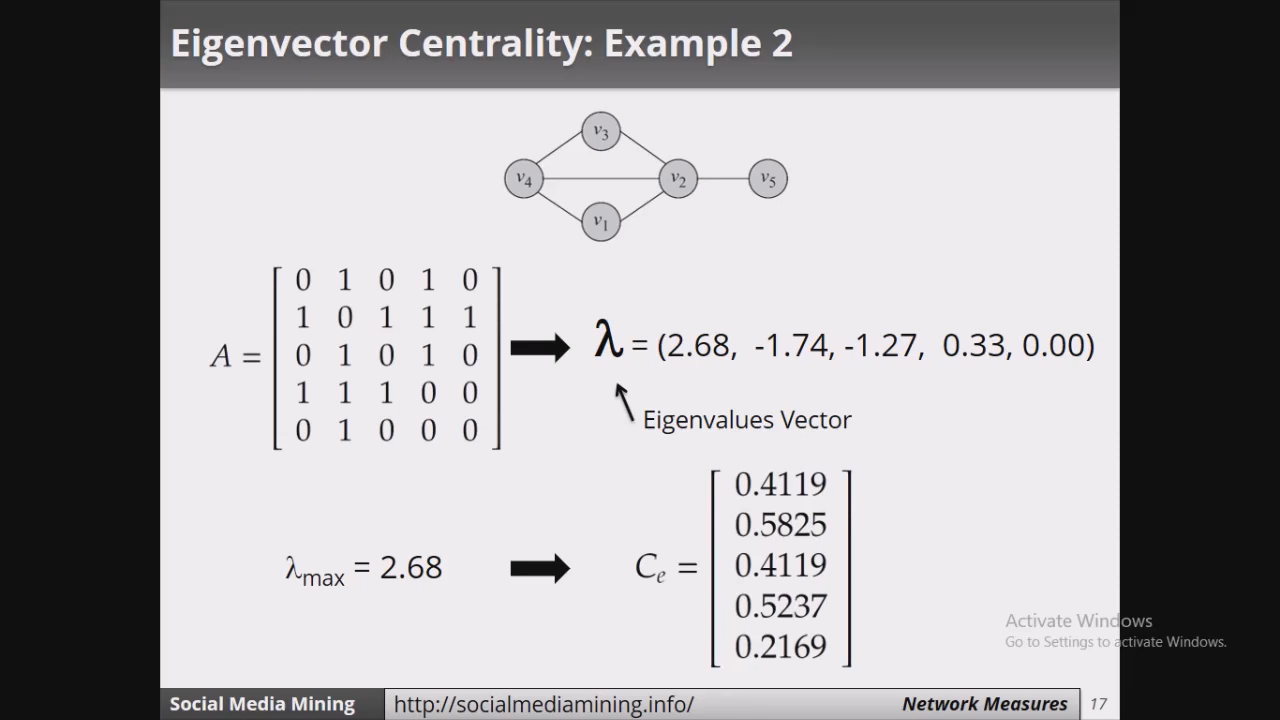 Eigenvector Centrality: Example 2
v3
v4 v2 v5
v1
A = [ 0 1 0 1 0
1 0 1 1 1
0 1 0 1 0
1 1 1 0 0
0 1 0 0 0 ]
λ = (2.68, -1.74, -1.27, 0.33, 0.00)
Eigenvalues Vector
λmax = 2.68
Ce = [ 0.4119
0.5825
0.4119
0.5237
0.2169 ]
Activate Windows
Go to Settings to activate Windows.
Social Media Mining http://socialmediamining.info/ Network Measures 17